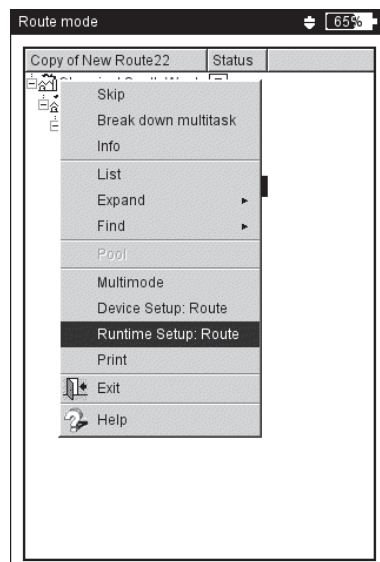 Route mode
65%
Copy of New Route22 Status
Skip
Break down multitask
Info
List
Expand
Find
Pool
Multimode
Device Setup: Route
Runtime Setup: Route
Print
Exit
Help